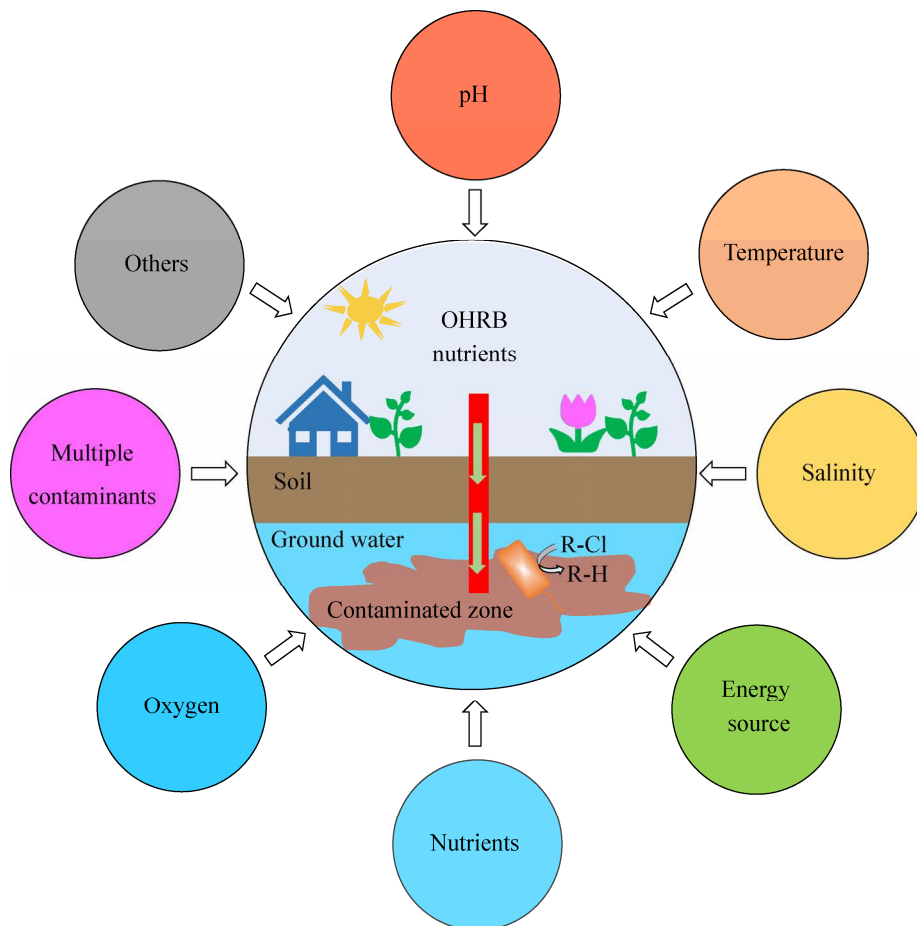 pH
Temperature
Others
OHRB
nutrients
Multiple
contaminants
Salinity
Soil
Ground water
R-Cl
R-H
Contaminated zone
Oxygen
Energy
source
Nutrients